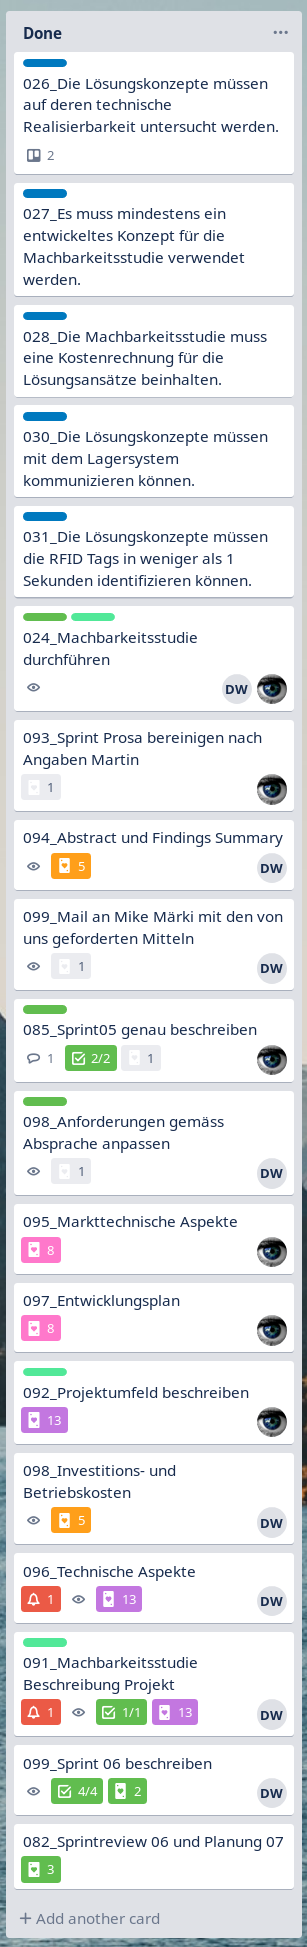 Done
026_Die Lösungskonzepte müssen
auf deren technische
Realisierbarkeit untersucht werden.
2
027_Es muss mindestens ein
entwickeltes Konzept für die
Machbarkeitsstudie verwendet
werden.
028_Die Machbarkeitsstudie muss
eine Kostenrechnung für die
Lösungsansätze beinhalten.
030_Die Lösungskonzepte müssen
mit dem Lagersystem
kommunizieren können.
031_Die Lösungskonzepte müssen
die RFID Tags in weniger als 1
Sekunden identifizieren können.
024_Machbarkeitsstudie
durchführen
DW
093_Sprint Prosa bereinigen nach
Angaben Martin
1
094_Abstract und Findings Summary
5 DW
099_Mail an Mike Märki mit den von
uns geforderten Mitteln
1 DW
085_Sprint05 genau beschreiben
1 2/2 1
098_Anforderungen gemäss
Absprache anpassen
1 DW
095_Markttechnische Aspekte
8
097_Entwicklungsplan
8
092_Projektumfeld beschreiben
13
098_Investitions- und
Betriebskosten
5 DW
096_Technische Aspekte
1 13 DW
091_Machbarkeitsstudie
Beschreibung Projekt
1 1/1 13 DW
099_Sprint 06 beschreiben
4/4 2 DW
082_Sprintreview 06 und Planung 07
3
+ Add another card